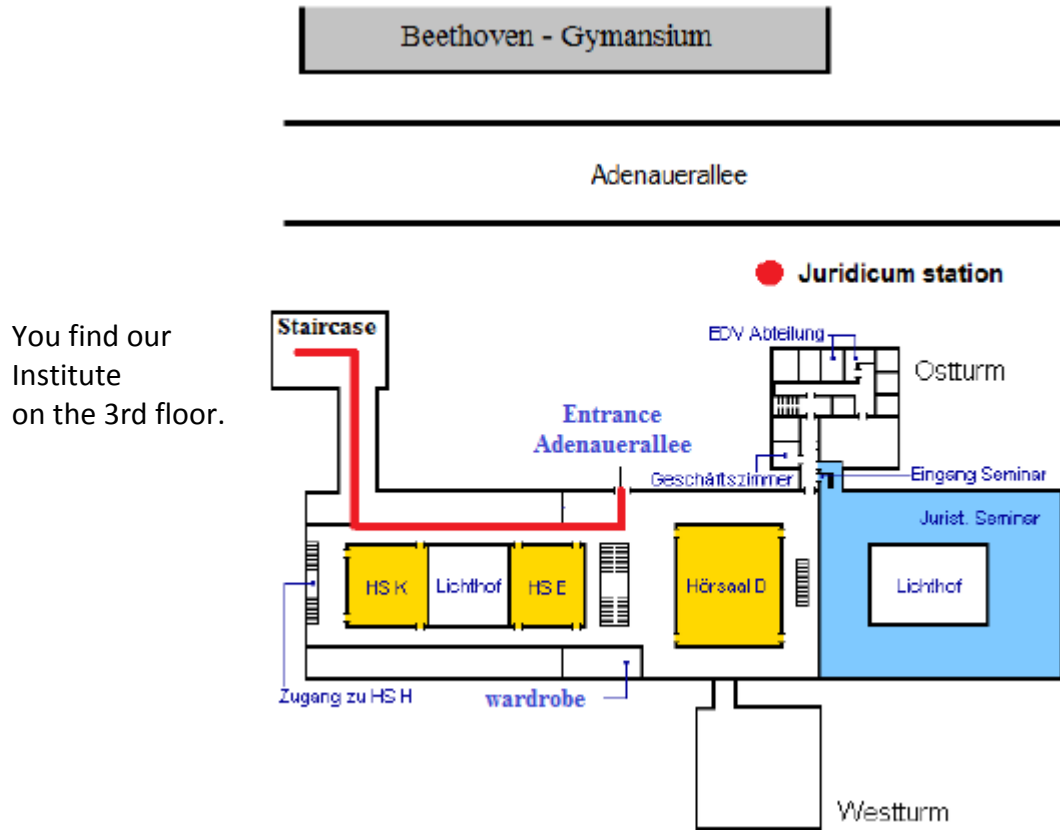 Beethoven - Gymansium
Adenauerallee
Juridicum station
You find our
Institute
on the 3rd floor.
Staircase
EDV Abteilung
Ostturm
Entrance
Adenauerallee
Geschäftszimmer
Eingang Seminar
Jurist. Seminar
HS K
Lichthof
HS E
Hörsaal D
Lichthof
Zugang zu HS H
wardrobe
Westturm